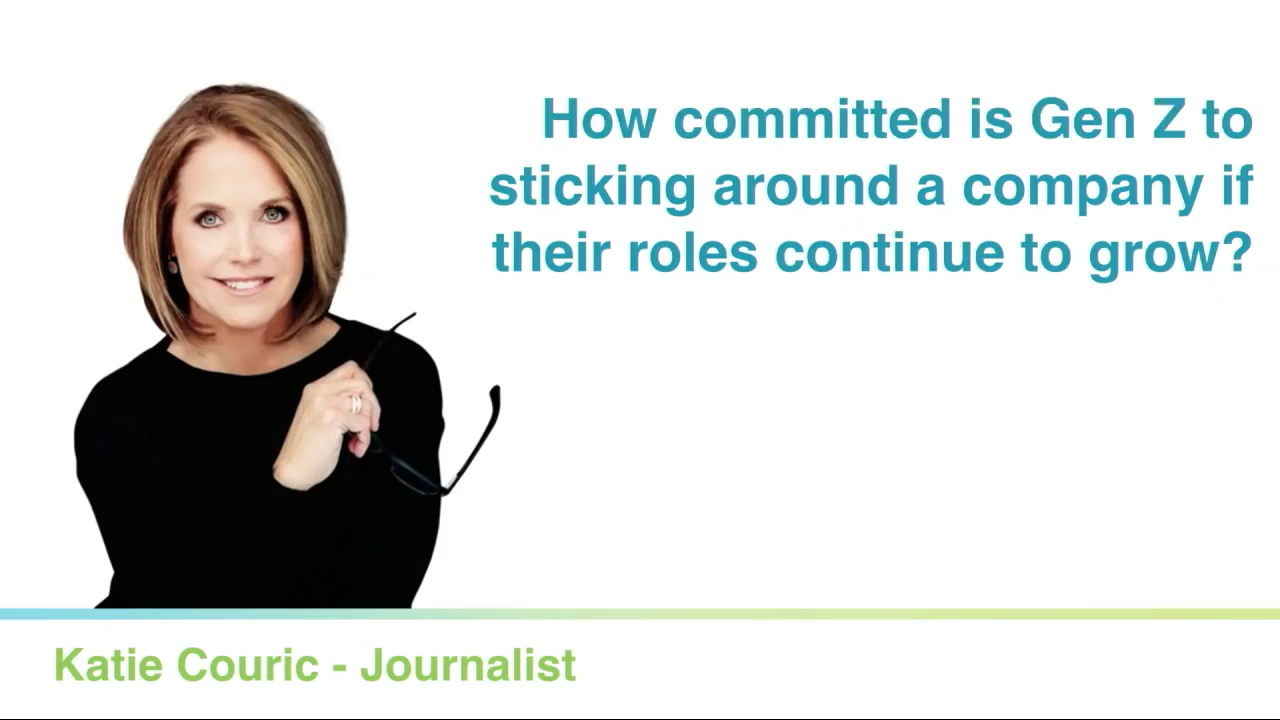 How committed is Gen Z to
sticking around a company if
their roles continue to grow?
Katie Couric - Journalist